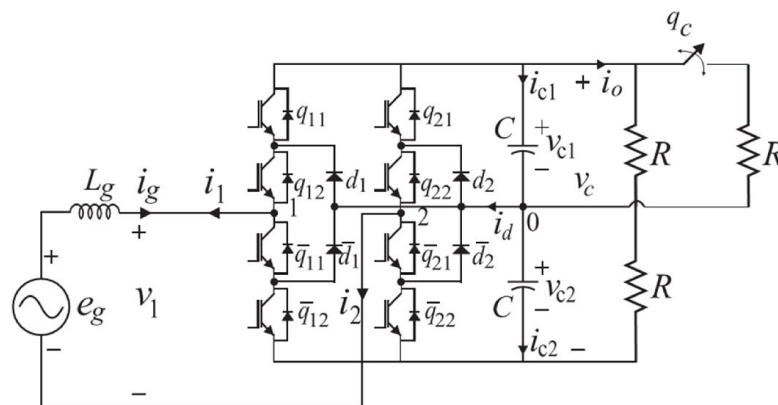 q_c
i_c1 + i_o
q_11 q_21
C + v_c1 −
R R
L_g i_g i_1
q_12 d_1 q_22 d_2 v_c
1 2 i_d 0
+
q̅_11 d̅_1 q̅_21 d̅_2
+ e_g −
v_1
i_2
C + v_c2 −
R
q̅_12 q̅_22
i_c2 −
−